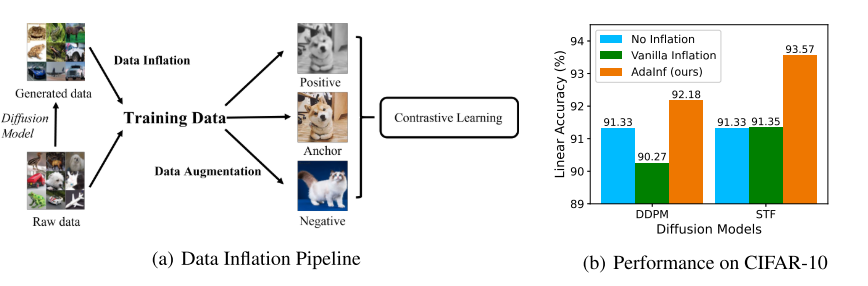 Generated data
Diffusion
Model
Raw data
Data Inflation
Training Data
Data Augmentation
Positive
Anchor
Negative
Contrastive Learning
(a) Data Inflation Pipeline
Linear Accuracy (%)
94
93
92
91
90
89
No Inflation
Vanilla Inflation
AdaInf (ours)
91.33
90.27
92.18
91.33
91.35
93.57
DDPM
STF
Diffusion Models
(b) Performance on CIFAR-10